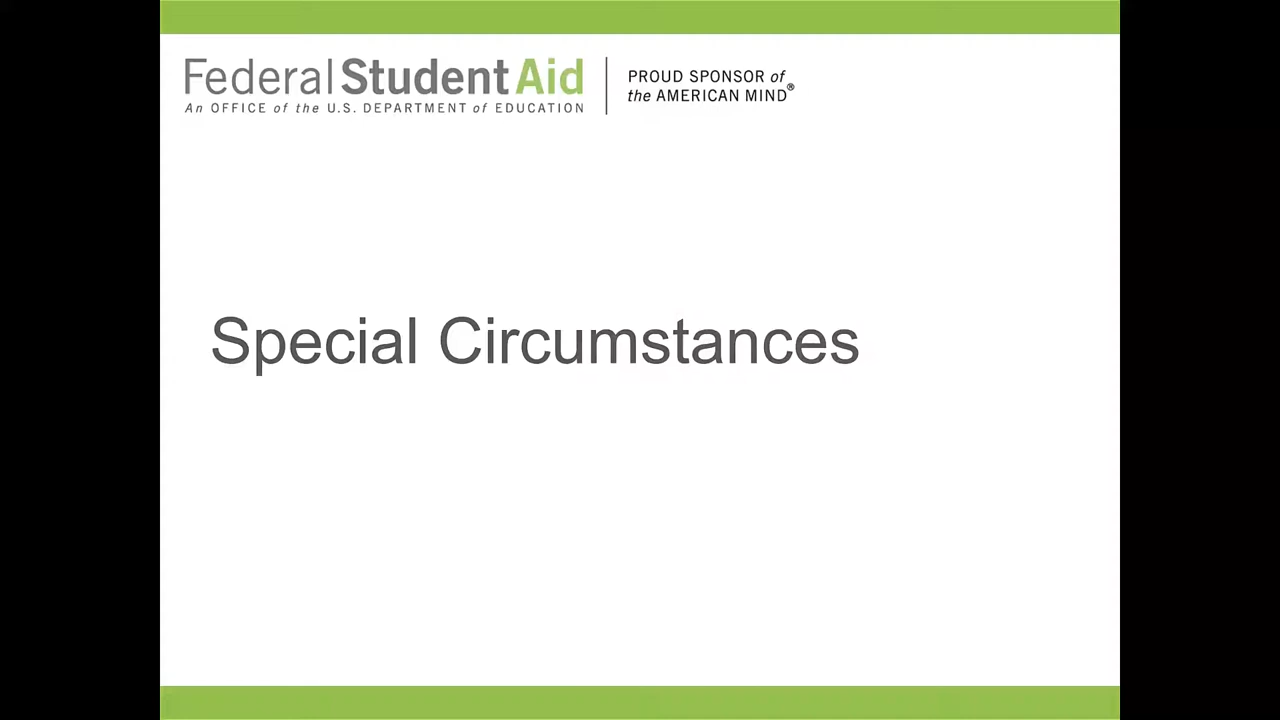 Federal Student Aid
An OFFICE of the U.S. DEPARTMENT of EDUCATION
PROUD SPONSOR of
the AMERICAN MIND®
Special Circumstances